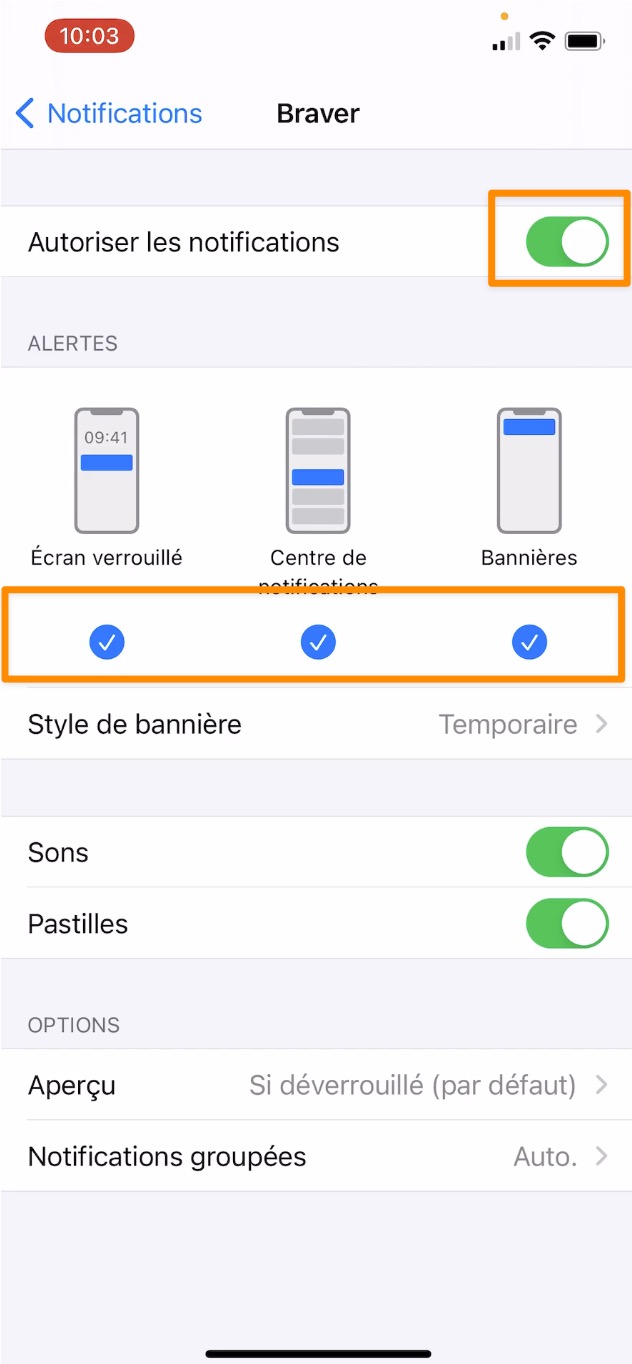 10:03
Notifications
Braver
Autoriser les notifications
ALERTES
09:41
Écran verrouillé
Centre de
notifications
Bannières
Style de bannière
Temporaire
Sons
Pastilles
OPTIONS
Aperçu
Si déverrouillé (par défaut)
Notifications groupées
Auto.